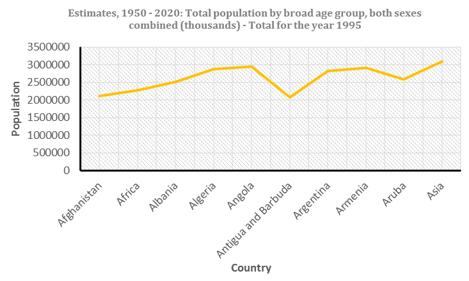 Estimates, 1950 - 2020: Total population by broad age group, both sexes
combined (thousands) - Total for the year 1995
3500000
3000000
2500000
2000000
1500000
1000000
500000
0
Population
Afghanistan
Africa
Albania
Algeria
Angola
Antigua and Barbuda
Argentina
Armenia
Aruba
Asia
Country